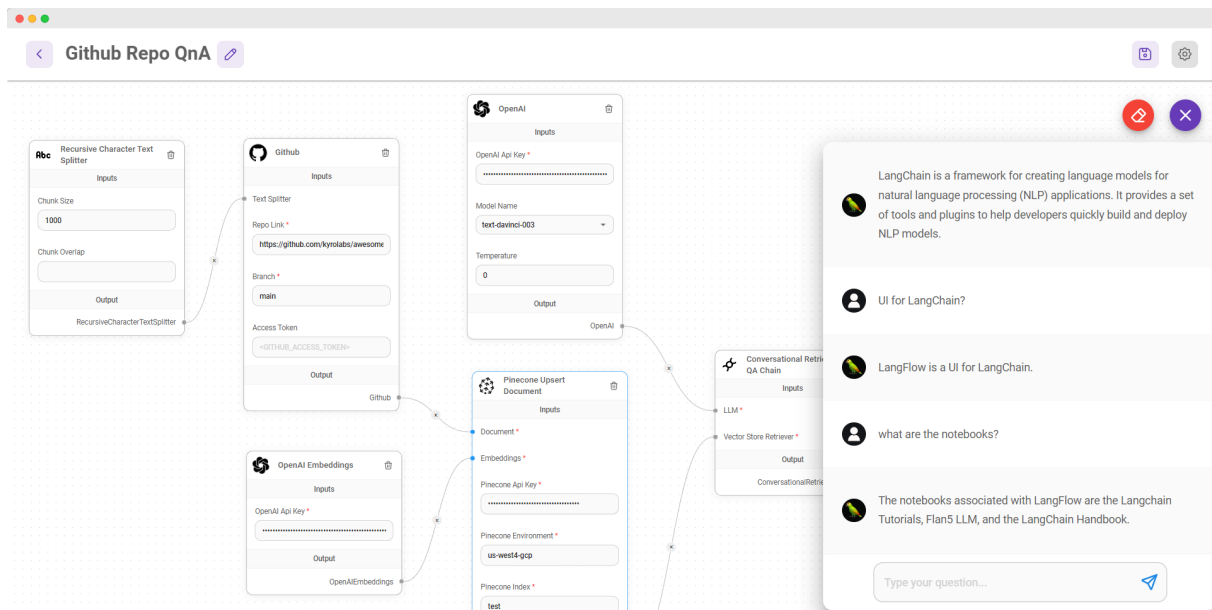 Github Repo QnA
Abc
Recursive Character Text
Splitter
Inputs
Chunk Size
1000
Chunk Overlap
Output
RecursiveCharacterTextSplitter
Github
Inputs
Text Splitter
Repo Link *
https://github.com/kyrolabs/awesome
Branch *
main
Access Token
<GITHUB_ACCESS_TOKEN>
Output
Github
OpenAI Embeddings
Inputs
OpenAI Api Key *
Output
OpenAIEmbeddings
OpenAI
Inputs
OpenAI Api Key *
Model Name
text-davinci-003
Temperature
0
Output
OpenAI
Pinecone Upsert
Document
Inputs
Document *
Embeddings *
Pinecone Api Key *
Pinecone Environment *
us-west4-gcp
Pinecone Index *
test
Conversational Retri
QA Chain
Inputs
LLM *
Vector Store Retriever *
Output
ConversationalRetrie
LangChain is a framework for creating language models for
natural language processing (NLP) applications. It provides a set
of tools and plugins to help developers quickly build and deploy
NLP models.
UI for LangChain?
LangFlow is a UI for LangChain.
what are the notebooks?
The notebooks associated with LangFlow are the Langchain
Tutorials, Flan5 LLM, and the LangChain Handbook.
Type your question...